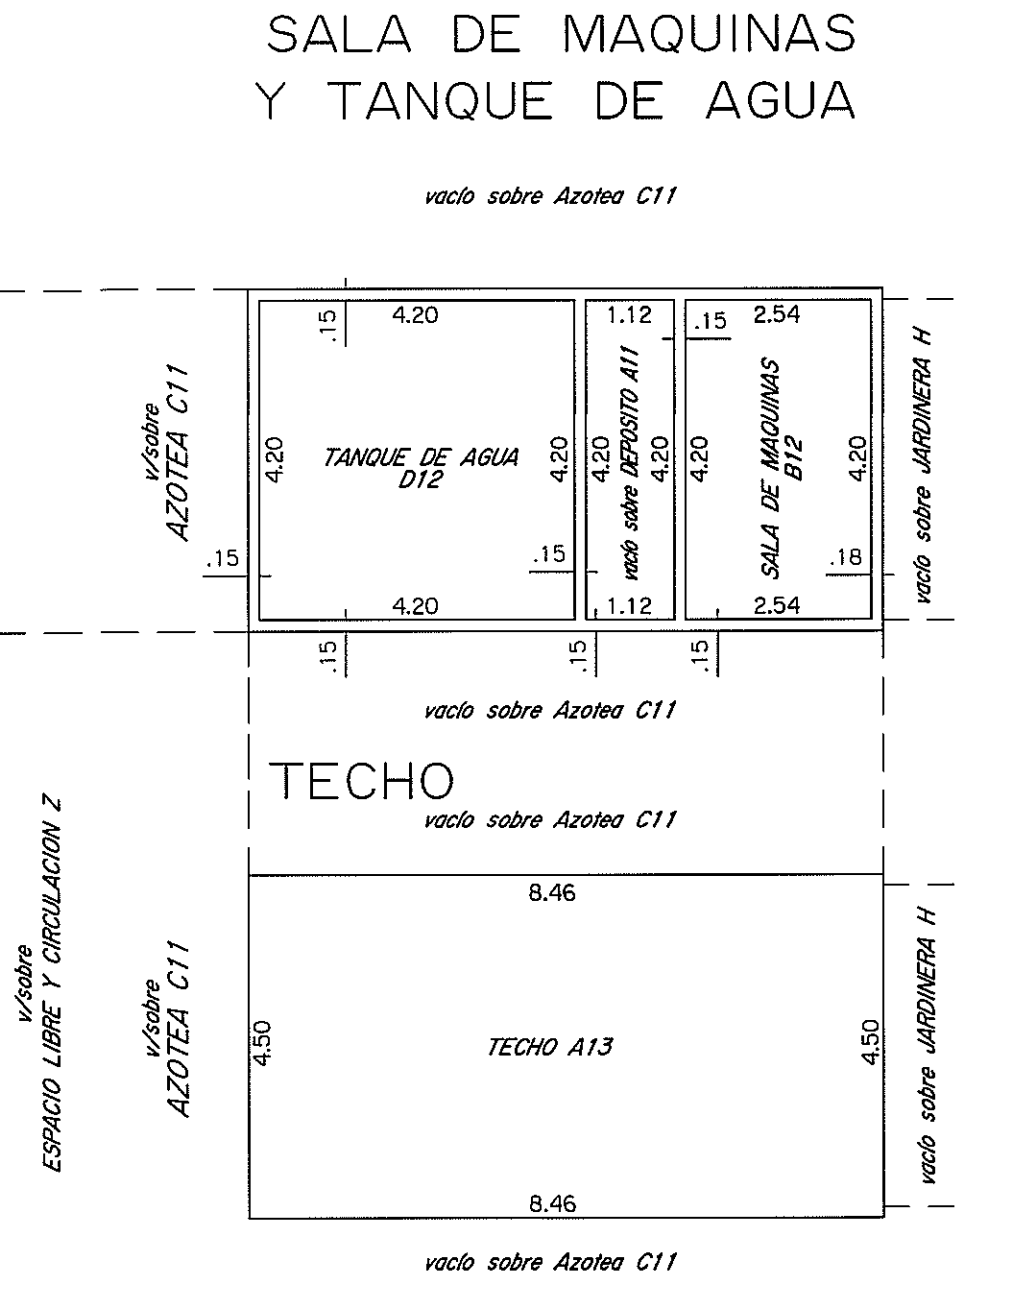 SALA DE MAQUINAS
Y TANQUE DE AGUA
vacío sobre Azotea C11
.15
4.20
1.12
.15
2.54
v/sobre
AZOTEA C11
4.20
TANQUE DE AGUA
D12
4.20
4.20
vacío sobre DEPOSITO A11
4.20
4.20
SALA DE MAQUINAS
B12
4.20
vacío sobre JARDINERA H
.15
.15
.18
4.20
1.12
2.54
.15
.15
.15
vacío sobre Azotea C11
TECHO
vacío sobre Azotea C11
8.46
v/sobre
ESPACIO LIBRE Y CIRCULACION Z
v/sobre
AZOTEA C11
4.50
TECHO A13
4.50
vacío sobre JARDINERA H
8.46
vacío sobre Azotea C11